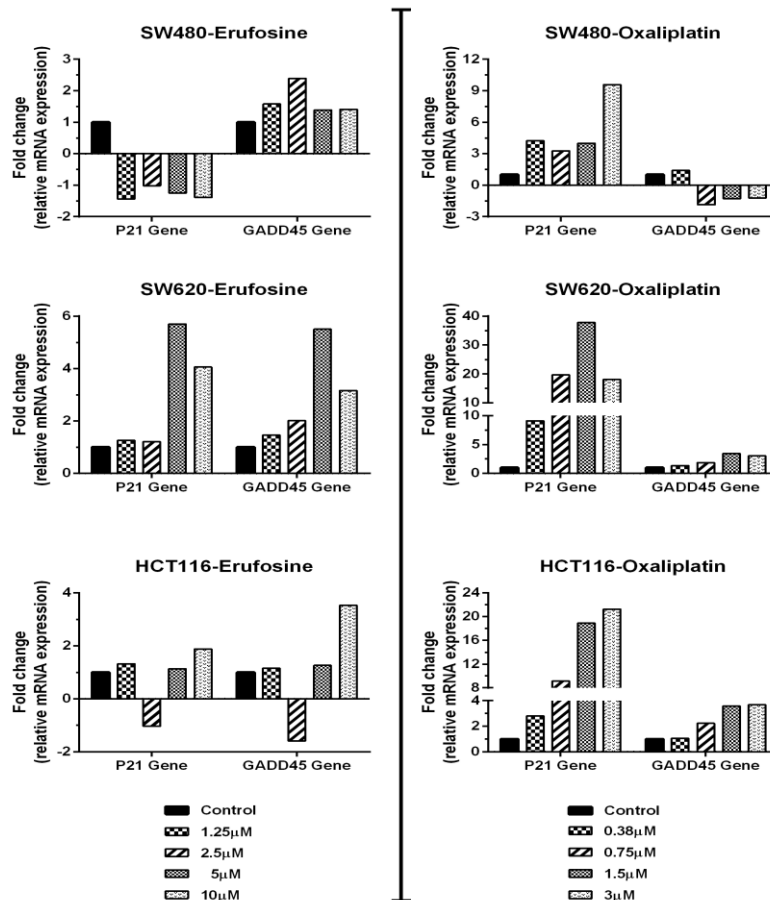 SW480-Erufosine
Fold change
(relative mRNA expression)
3
2
1
0
-1
-2
P21 Gene
GADD45 Gene
SW620-Erufosine
Fold change
(relative mRNA expression)
6
4
2
0
P21 Gene
GADD45 Gene
HCT116-Erufosine
Fold change
(relative mRNA expression)
4
2
0
-2
P21 Gene
GADD45 Gene
Control
1.25μM
2.5μM
5μM
10μM
SW480-Oxaliplatin
Fold change
(relative mRNA expression)
12
9
6
3
0
-3
P21 Gene
GADD45 Gene
SW620-Oxaliplatin
Fold change
(relative mRNA expression)
40
30
20
10
10
5
0
P21 Gene
GADD45 Gene
HCT116-Oxaliplatin
Fold change
(relative mRNA expression)
24
20
16
12
8
4
2
0
P21 Gene
GADD45 Gene
Control
0.38μM
0.75μM
1.5μM
3μM